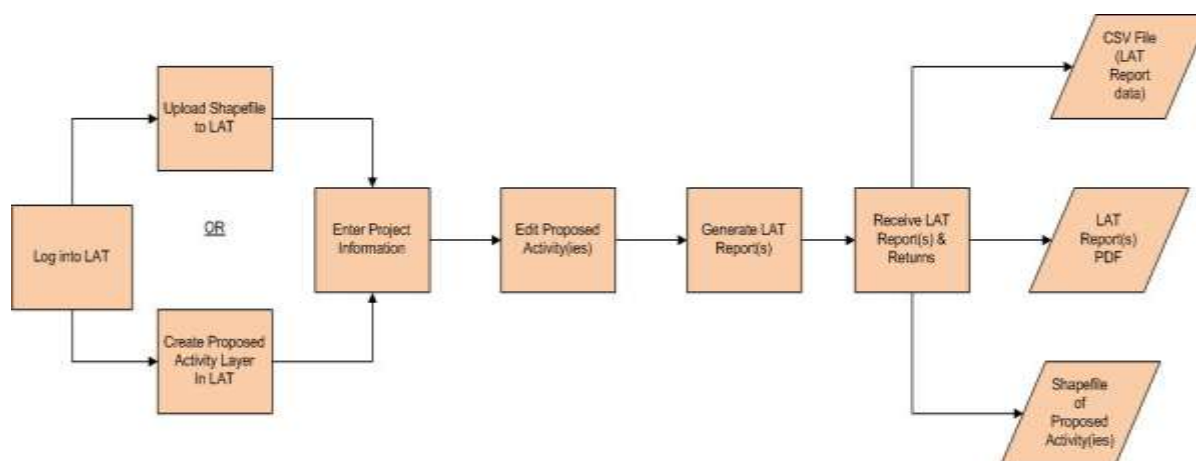 Log into LAT
Upload Shapefile
to LAT
OR
Create Proposed
Activity Layer
In LAT
Enter Project
Information
Edit Proposed
Activity(ies)
Generate LAT
Report(s)
Receive LAT
Report(s) &
Returns
CSV File
(LAT
Report
data)
LAT
Report(s)
PDF
Shapefile
of
Proposed
Activity(ies)